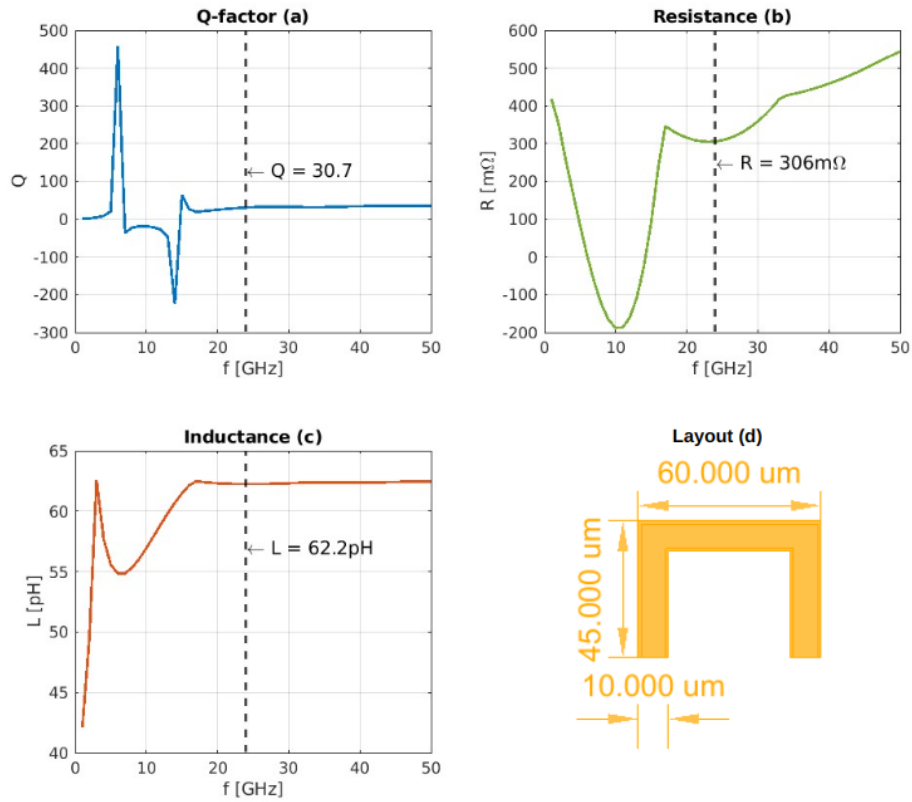 Q-factor (a)
500
400
300
200
100
0
-100
-200
-300
Q
← Q = 30.7
0
10
20
30
40
50
f [GHz]
Resistance (b)
600
500
400
300
200
100
0
-100
-200
R [mΩ]
← R = 306mΩ
0
10
20
30
40
50
f [GHz]
Inductance (c)
65
60
55
50
45
40
L [pH]
← L = 62.2pH
0
10
20
30
40
50
f [GHz]
Layout (d)
60.000 um
45.000 um
10.000 um